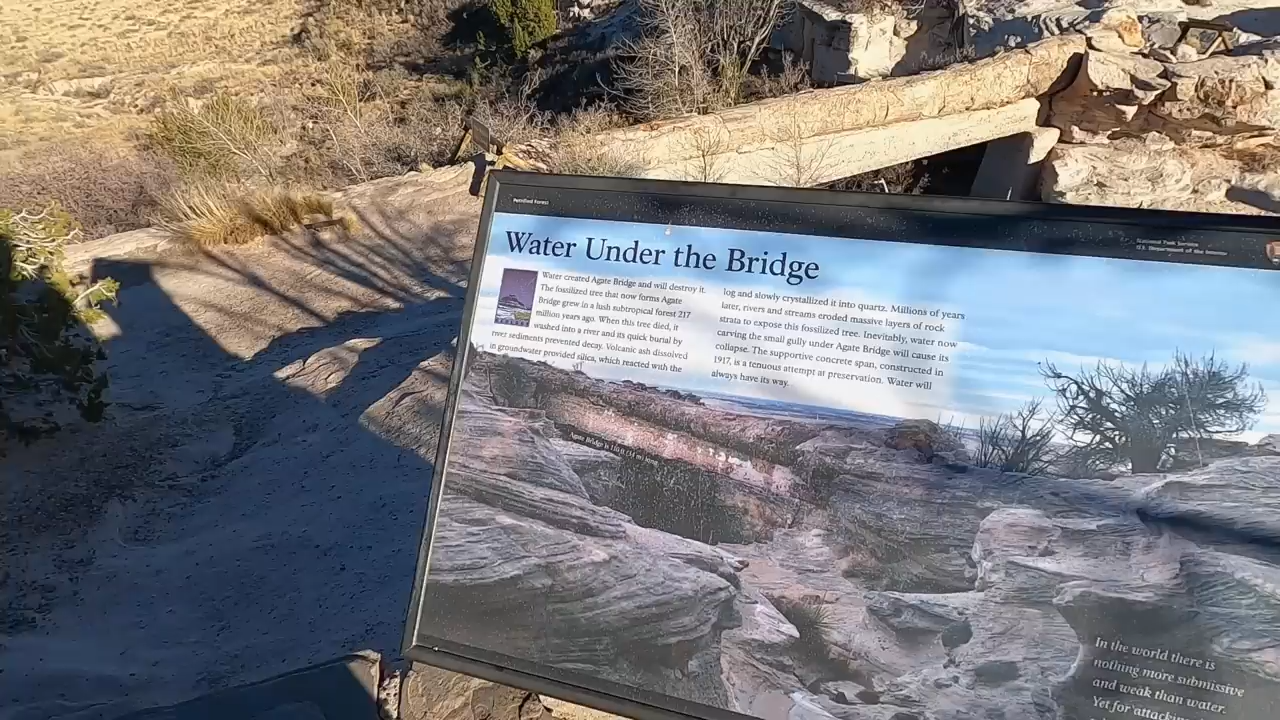 Petrified Forest
National Park Service
U.S. Department of the Interior
Water Under the Bridge
Water created Agate Bridge and will destroy it.
The fossilized tree that now forms Agate
Bridge grew in a lush subtropical forest 217
million years ago. When this tree died, it
washed into a river and its quick burial by
river sediments prevented decay. Volcanic ash dissolved
in groundwater provided silica, which reacted with the
log and slowly crystallized it into quartz. Millions of years
later, rivers and streams eroded massive layers of rock
strata to expose this fossilized tree. Inevitably, water now
carving the small gully under Agate Bridge will cause its
collapse. The supportive concrete span, constructed in
1917, is a tenuous attempt at preservation. Water will
always have its way.
Agate Bridge is 110 ft (34 m) long.
In the world there is
nothing more submissive
and weak than water.
Yet for attacking